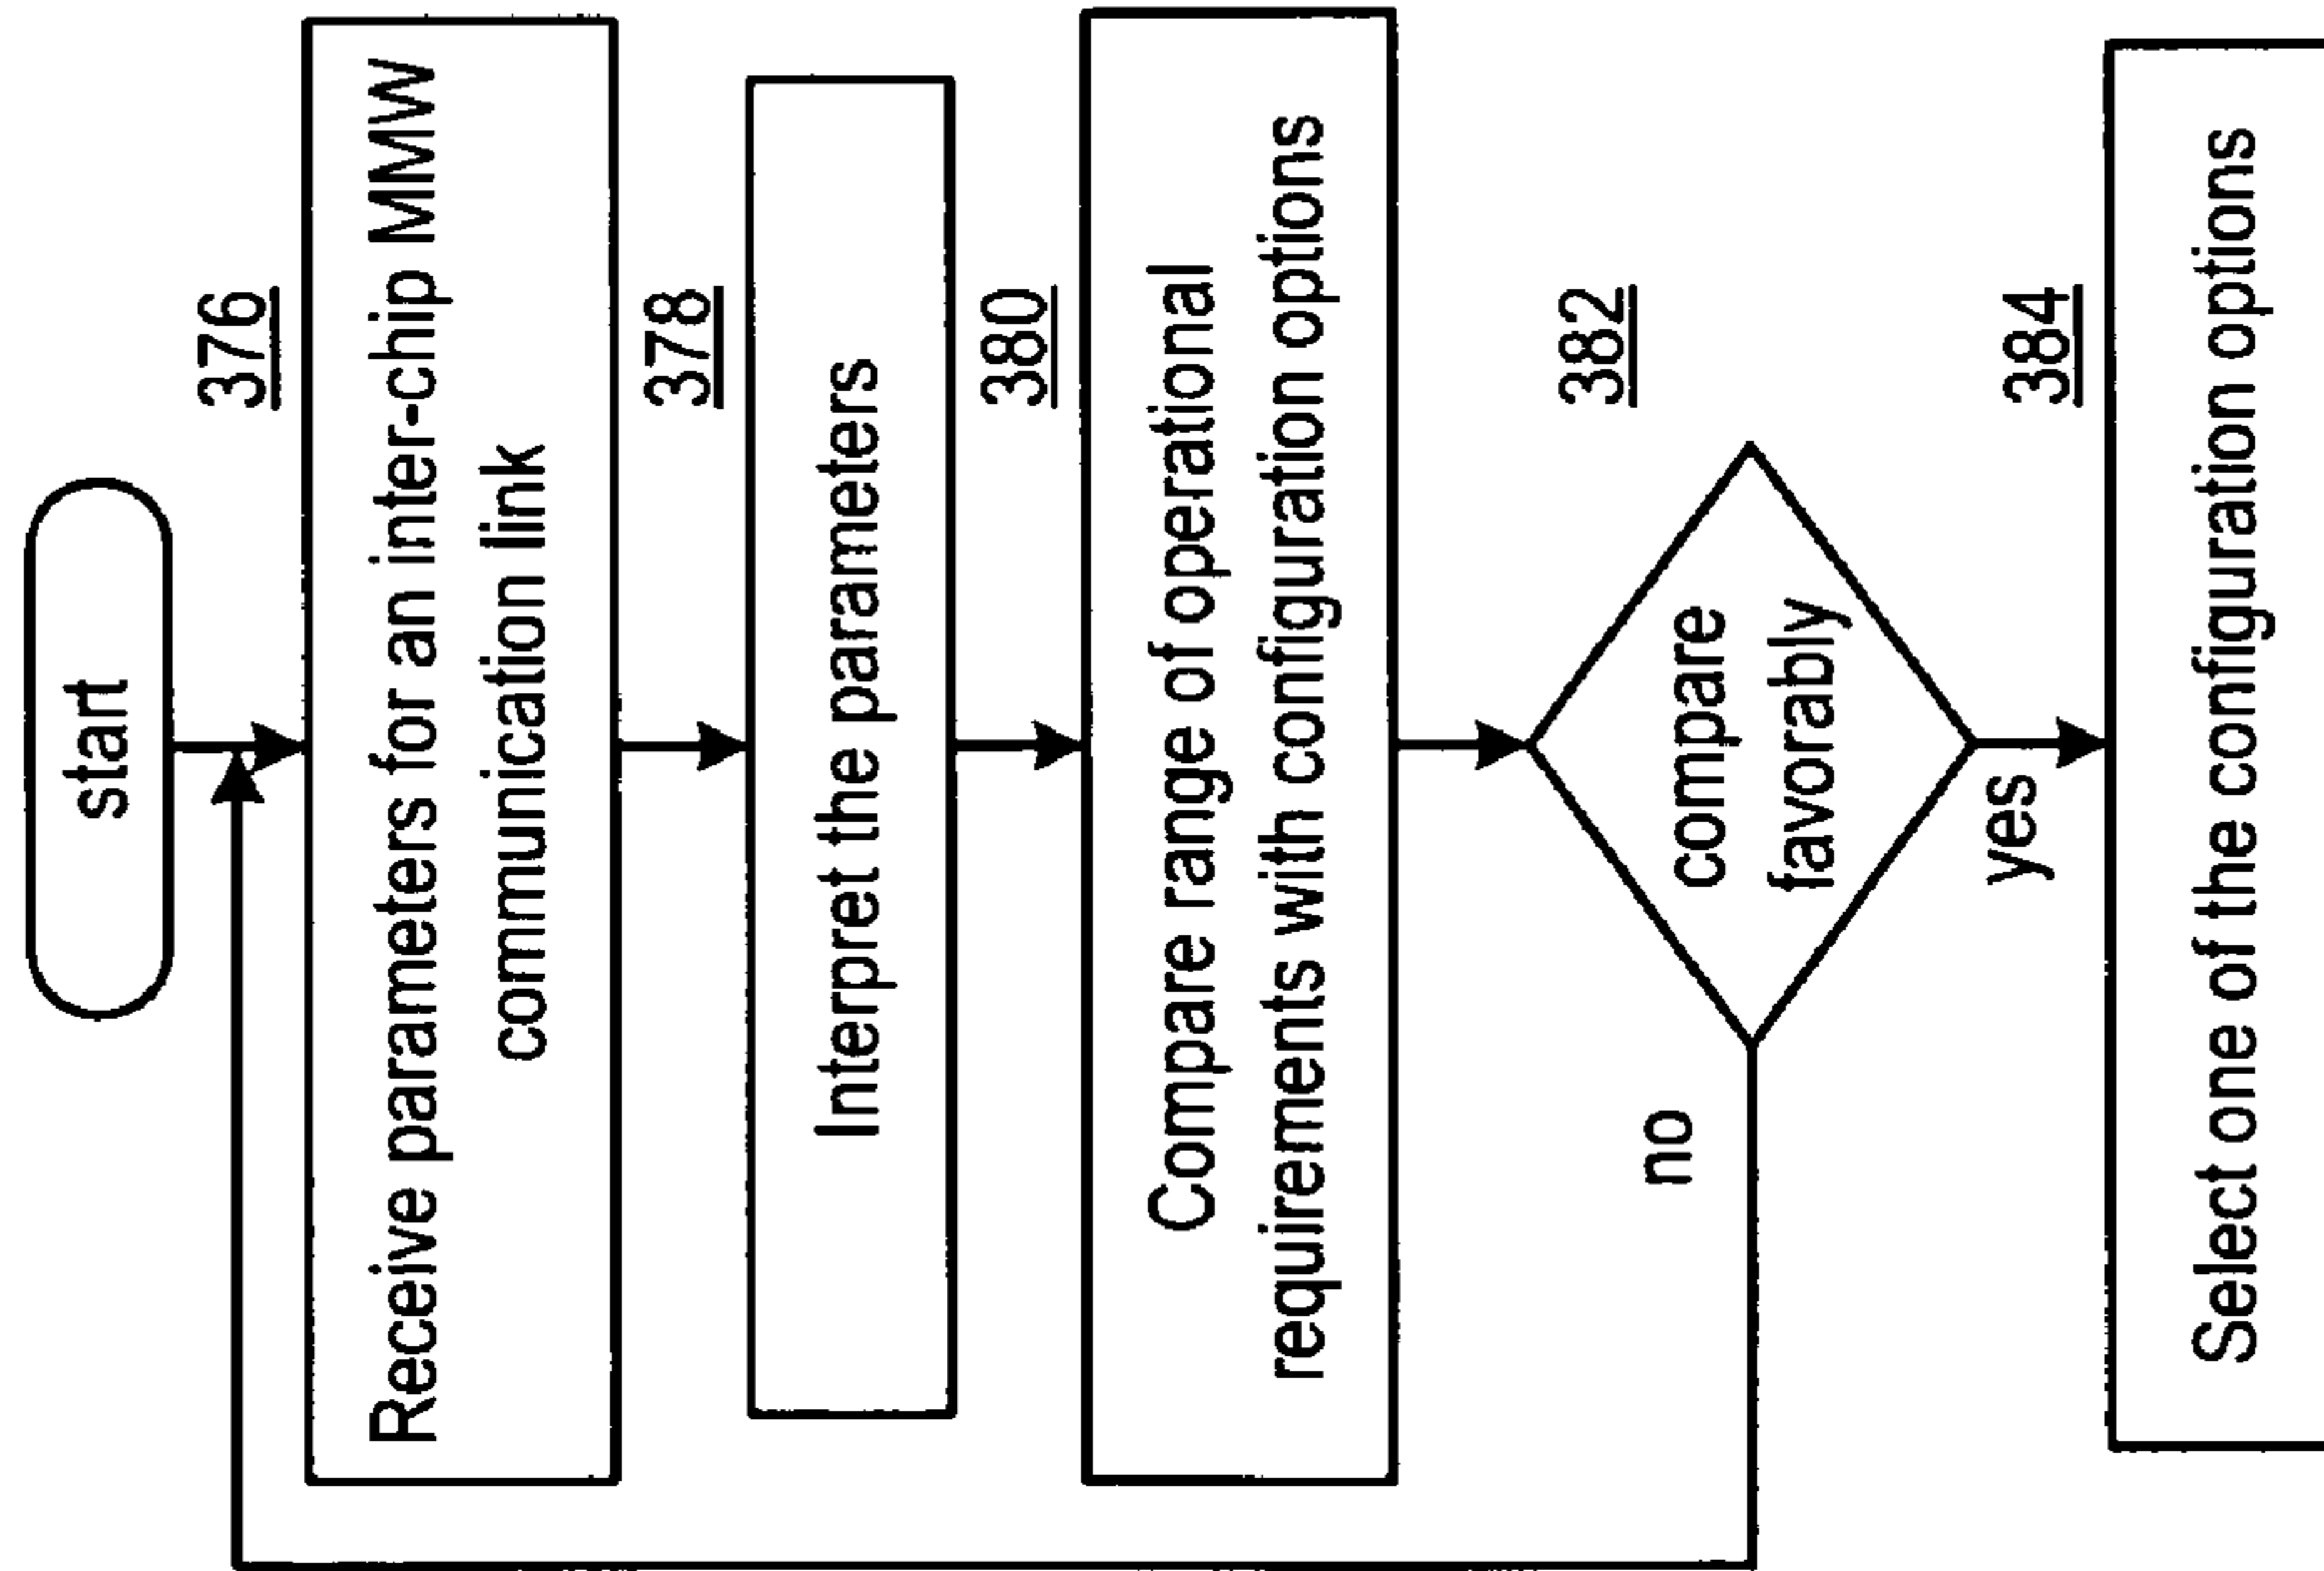 start
376
Receive parameters for an inter-chip MMW
communication link
378
Interpret the parameters
380
Compare range of operational
requirements with configuration options
382
compare
favorably
no
yes
384
Select one of the configuration options